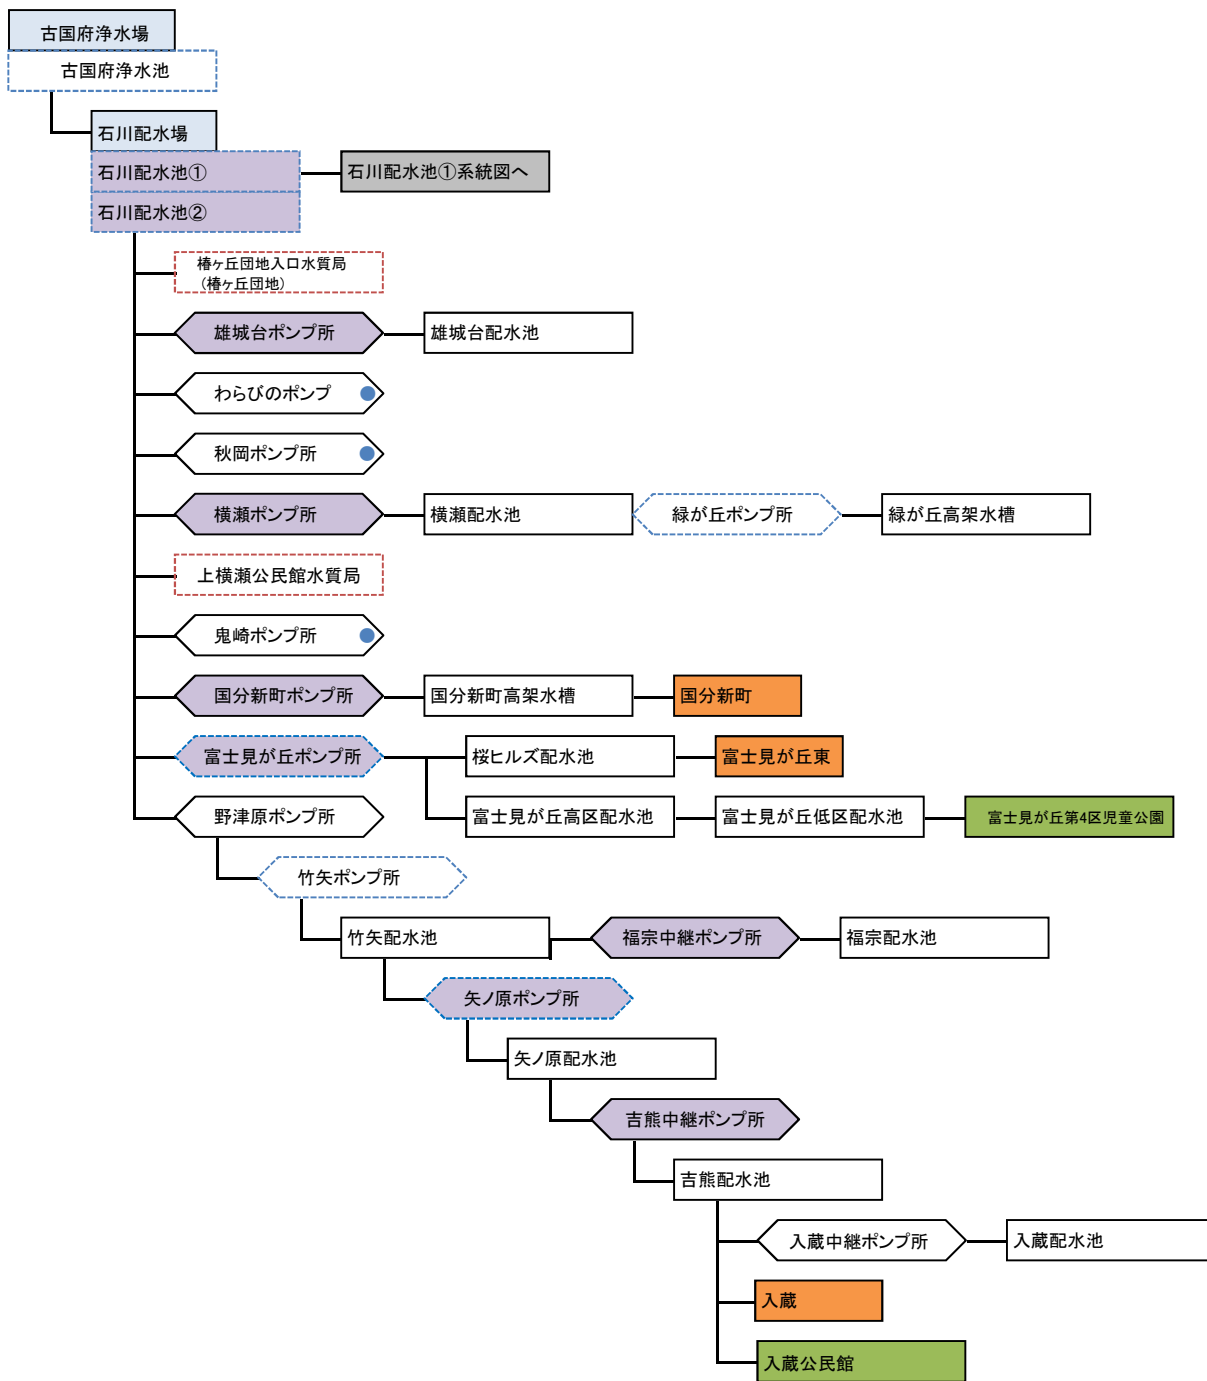 古国府浄水場
古国府浄水池
石川配水場
石川配水池①
石川配水池①系統図へ
石川配水池②
椿ヶ丘団地入口水質局
(椿ヶ丘団地)
雄城台ポンプ所
雄城台配水池
わらびのポンプ
秋岡ポンプ所
横瀬ポンプ所
横瀬配水池
緑が丘ポンプ所
緑が丘高架水槽
上横瀬公民館水質局
鬼崎ポンプ所
国分新町ポンプ所
国分新町高架水槽
国分新町
富士見が丘ポンプ所
桜ヒルズ配水池
富士見が丘東
野津原ポンプ所
富士見が丘高区配水池
富士見が丘低区配水池
富士見が丘第4区児童公園
竹矢ポンプ所
竹矢配水池
福宗中継ポンプ所
福宗配水池
矢ノ原ポンプ所
矢ノ原配水池
吉熊中継ポンプ所
吉熊配水池
入蔵中継ポンプ所
入蔵配水池
入蔵
入蔵公民館